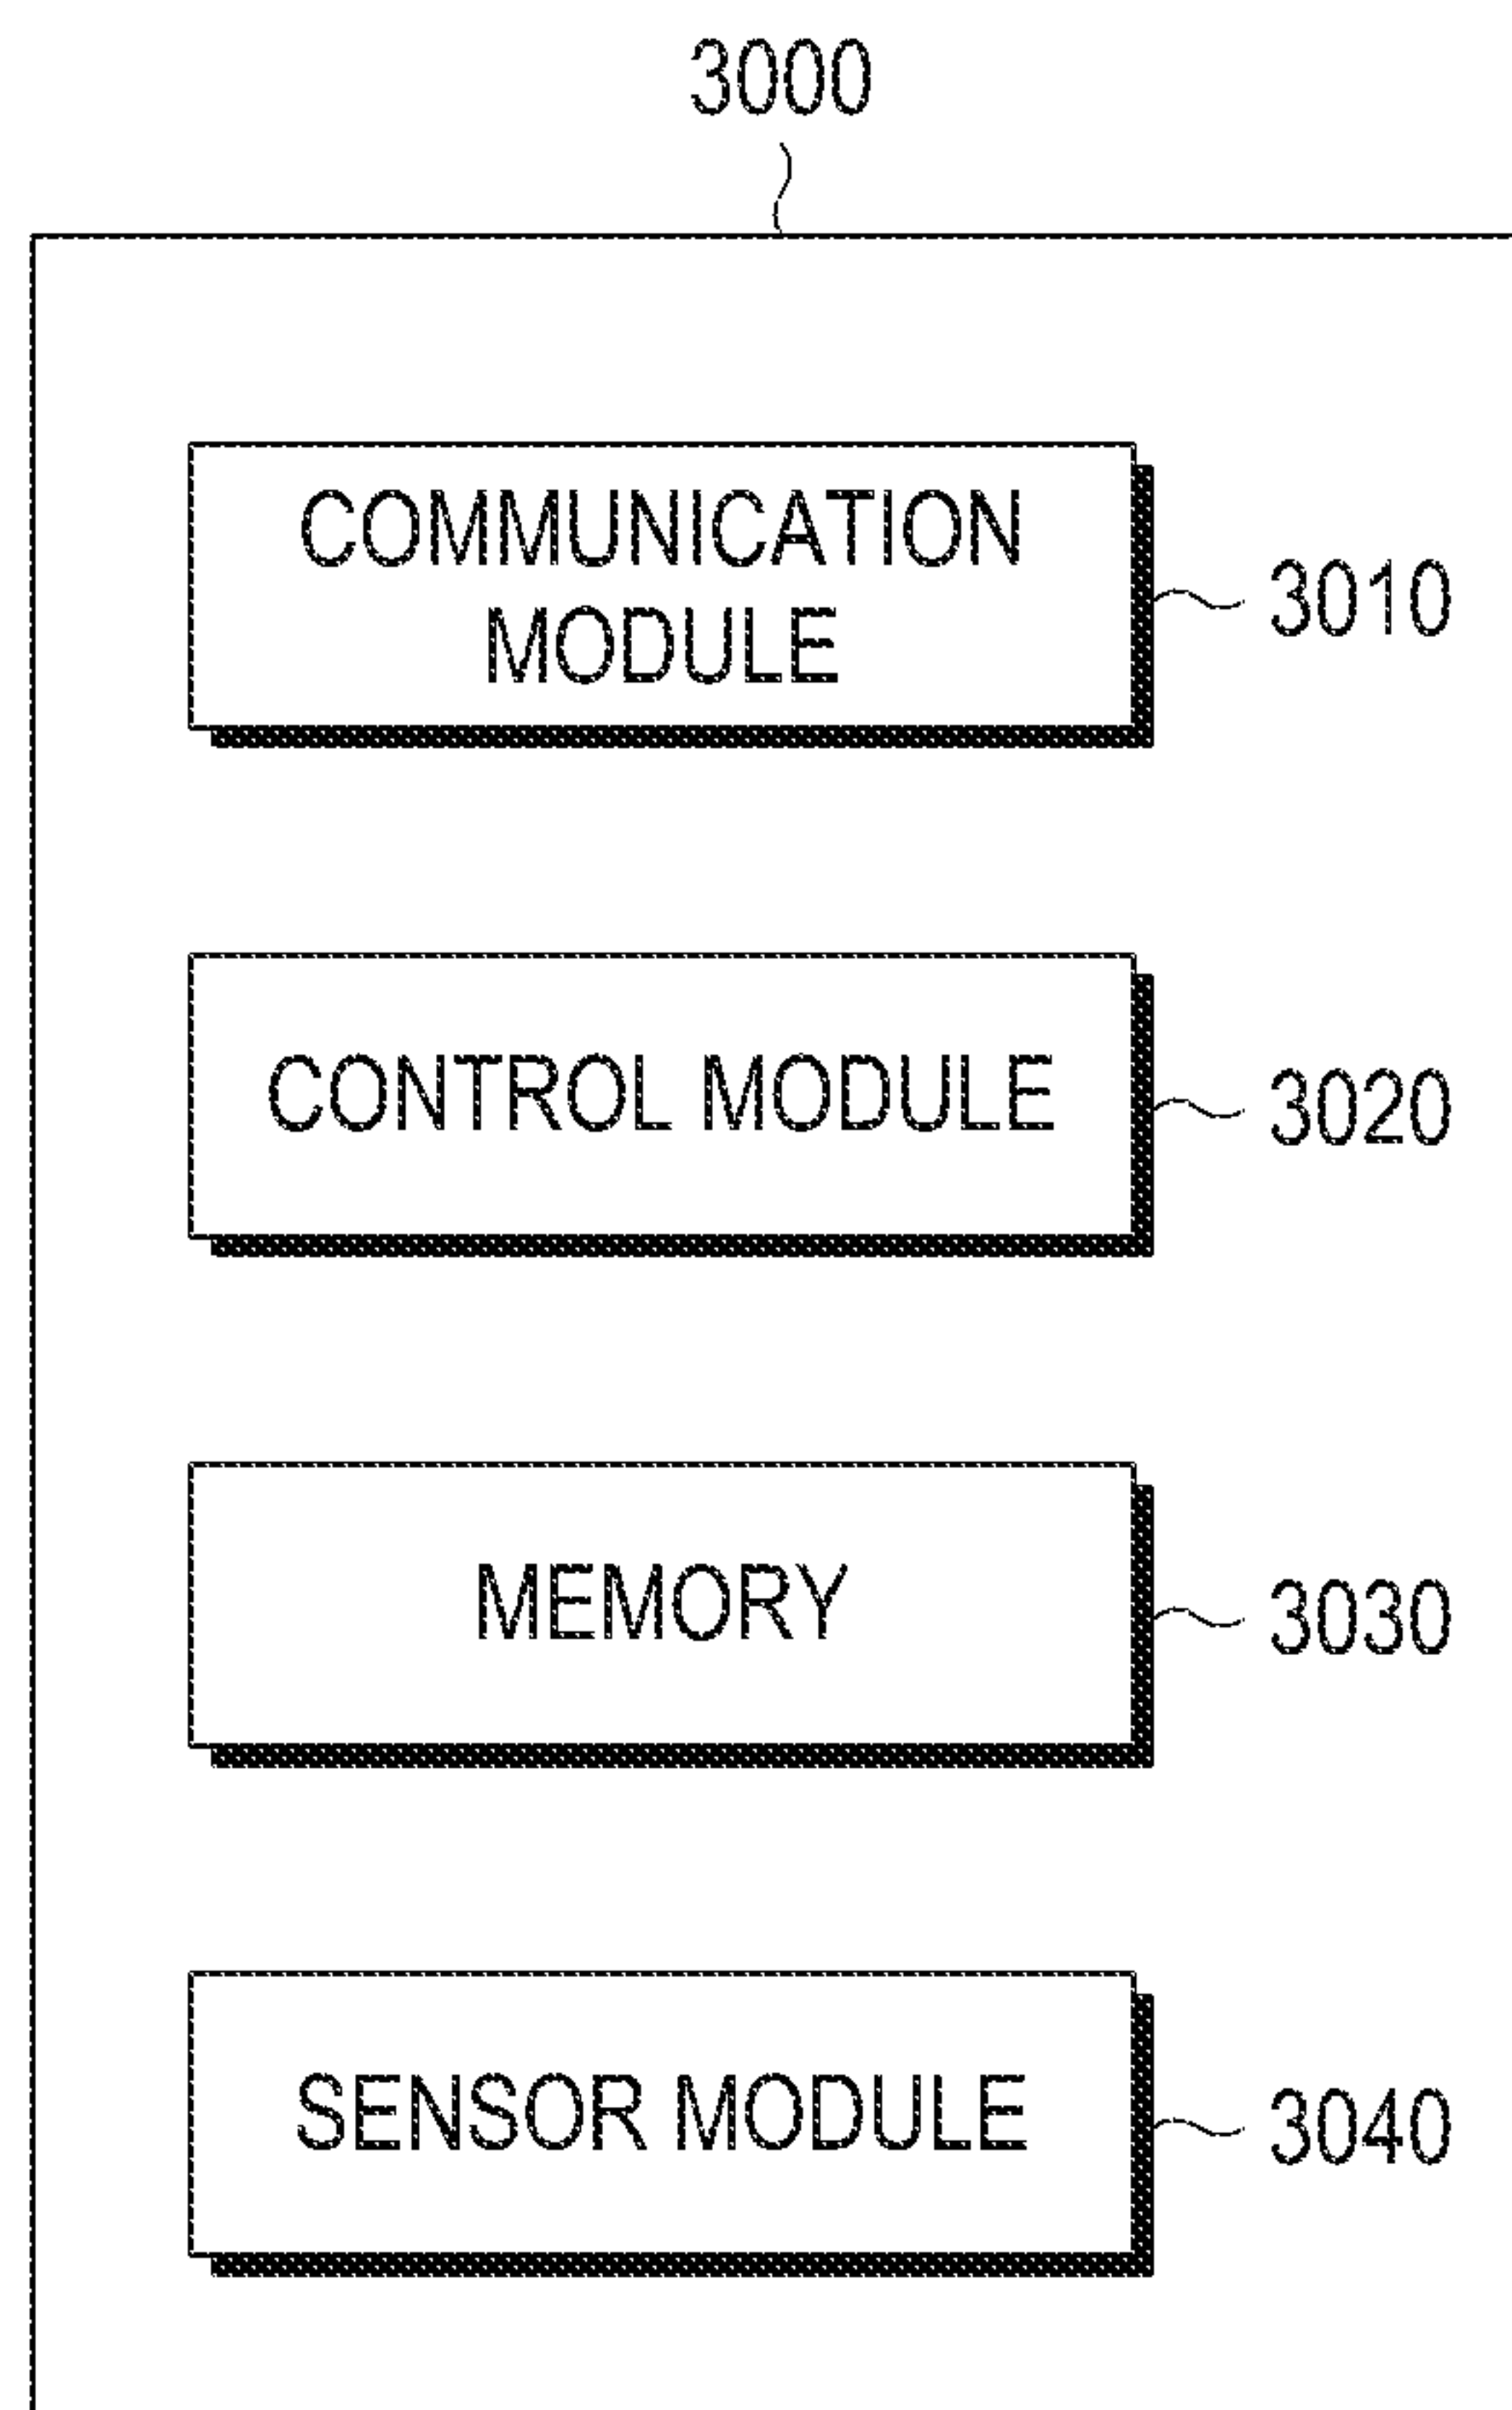 3000
COMMUNICATION
MODULE
3010
CONTROL MODULE
3020
MEMORY
3030
SENSOR MODULE
3040